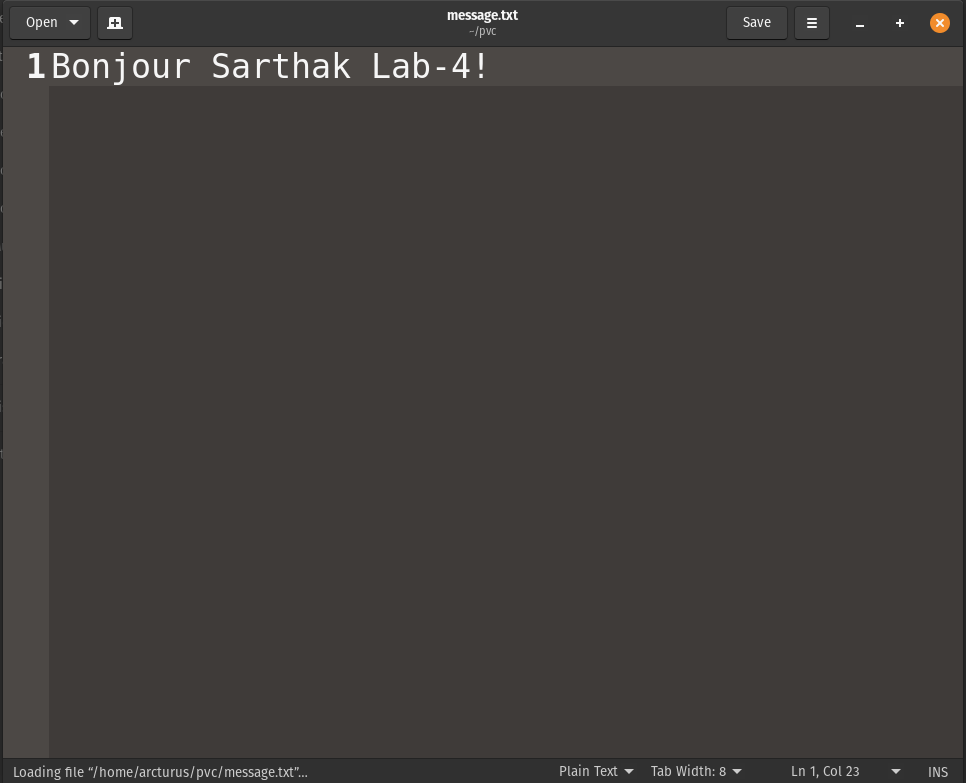 Open
message.txt
~/pvc
Save
1 Bonjour Sarthak Lab-4!
Loading file “/home/arcturus/pvc/message.txt”…
Plain Text
Tab Width: 8
Ln 1, Col 23
INS